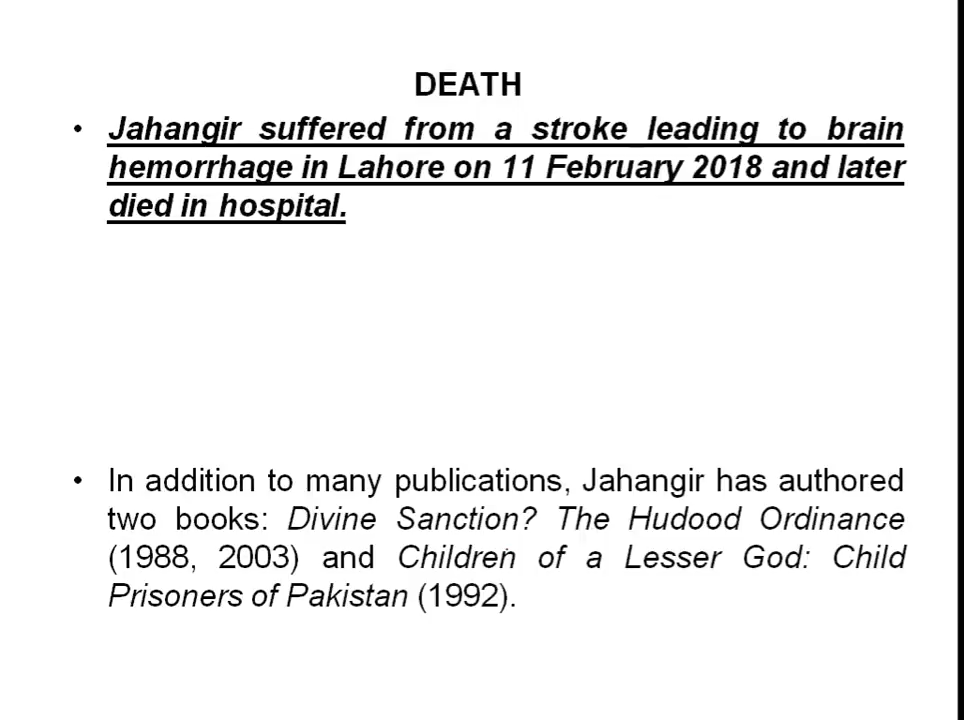 DEATH
• Jahangir suffered from a stroke leading to brain
hemorrhage in Lahore on 11 February 2018 and later
died in hospital.
• In addition to many publications, Jahangir has authored
two books: Divine Sanction? The Hudood Ordinance
(1988, 2003) and Children of a Lesser God: Child
Prisoners of Pakistan (1992).